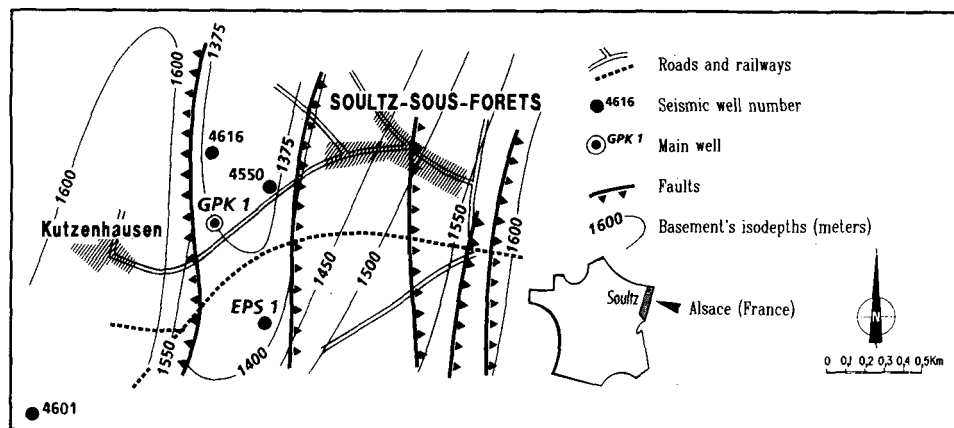 1600
1375
SOULTZ-SOUS-FORETS
4616
1375
4550
1600
GPK 1
Kutzenhausen
1550
1600
1450
1500
EPS 1
1550
1400
4601
Roads and railways
4616 Seismic well number
GPK 1 Main well
Faults
1600 Basement's isodepths (meters)
Soultz
Alsace (France)
N
0 0,1 0,2 0,3 0,4 0,5Km